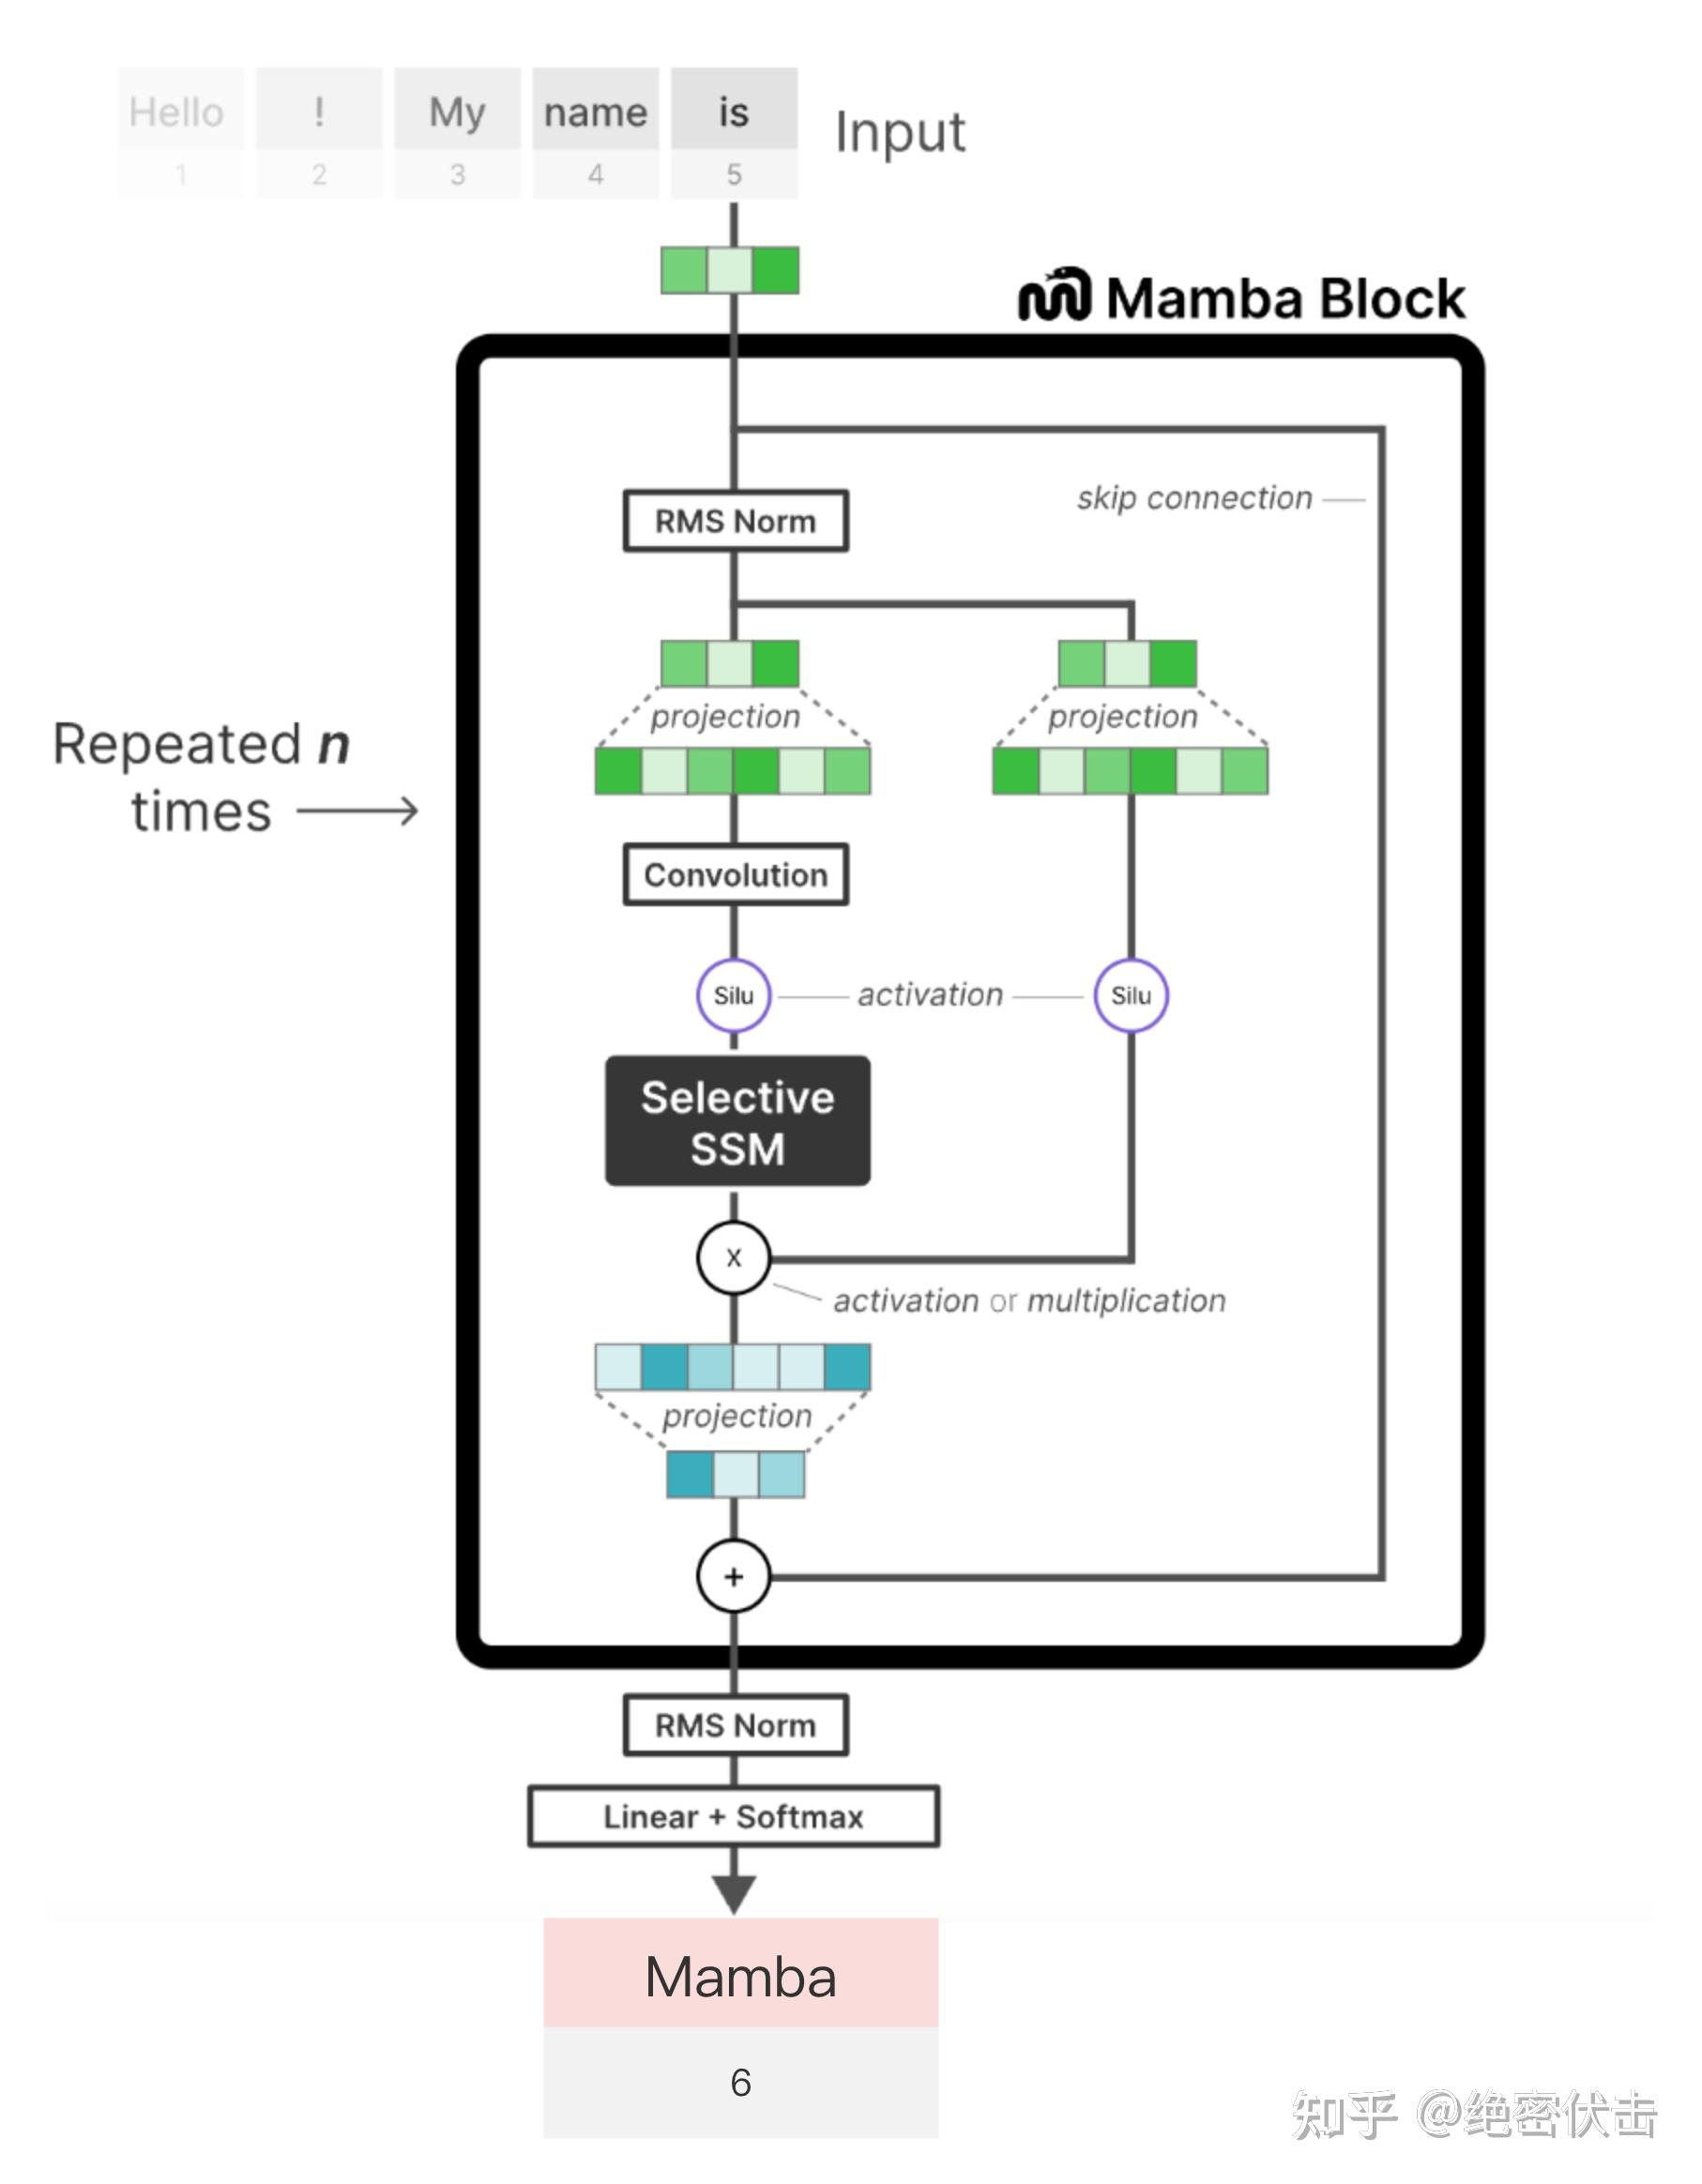 Hello ! My name is
1 2 3 4 5
Input
Mamba Block
skip connection
RMS Norm
projection projection
Repeated n
times
Convolution
Silu activation Silu
Selective
SSM
x
activation or multiplication
projection
+
RMS Norm
Linear + Softmax
Mamba
6
知乎 @绝密伏击